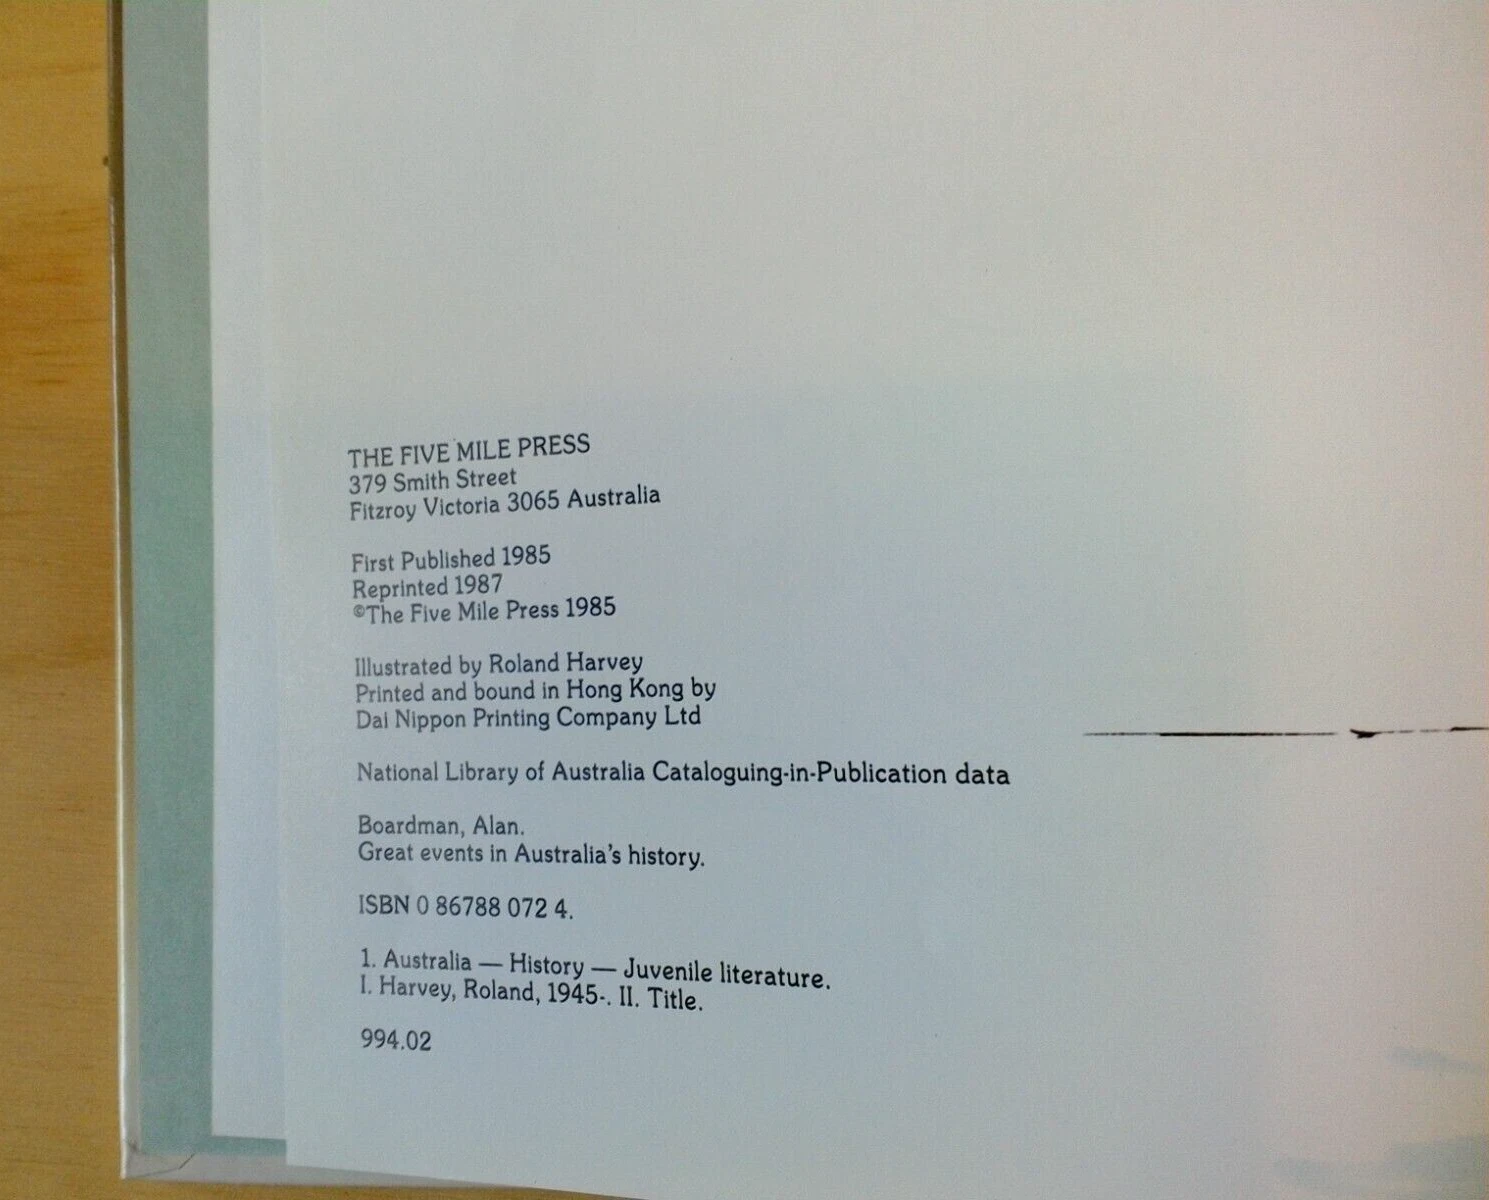 THE FIVE MILE PRESS
379 Smith Street
Fitzroy Victoria 3065 Australia
First Published 1985
Reprinted 1987
©The Five Mile Press 1985
Illustrated by Roland Harvey
Printed and bound in Hong Kong by
Dai Nippon Printing Company Ltd
National Library of Australia Cataloguing-in-Publication data
Boardman, Alan.
Great events in Australia's history.
ISBN 0 86788 072 4.
1. Australia — History — Juvenile literature.
I. Harvey, Roland, 1945-. II. Title.
994.02